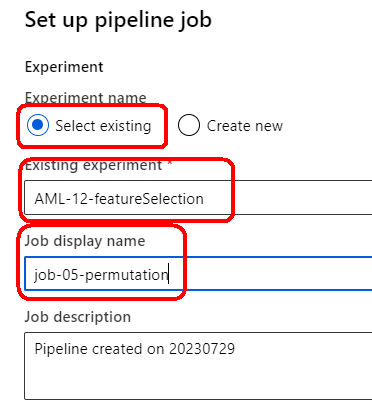 Set up pipeline job
Experiment
Experiment name
Select existing
Create new
Existing experiment *
AML-12-featureSelection
Job display name
job-05-permutation
Job description
Pipeline created on 20230729